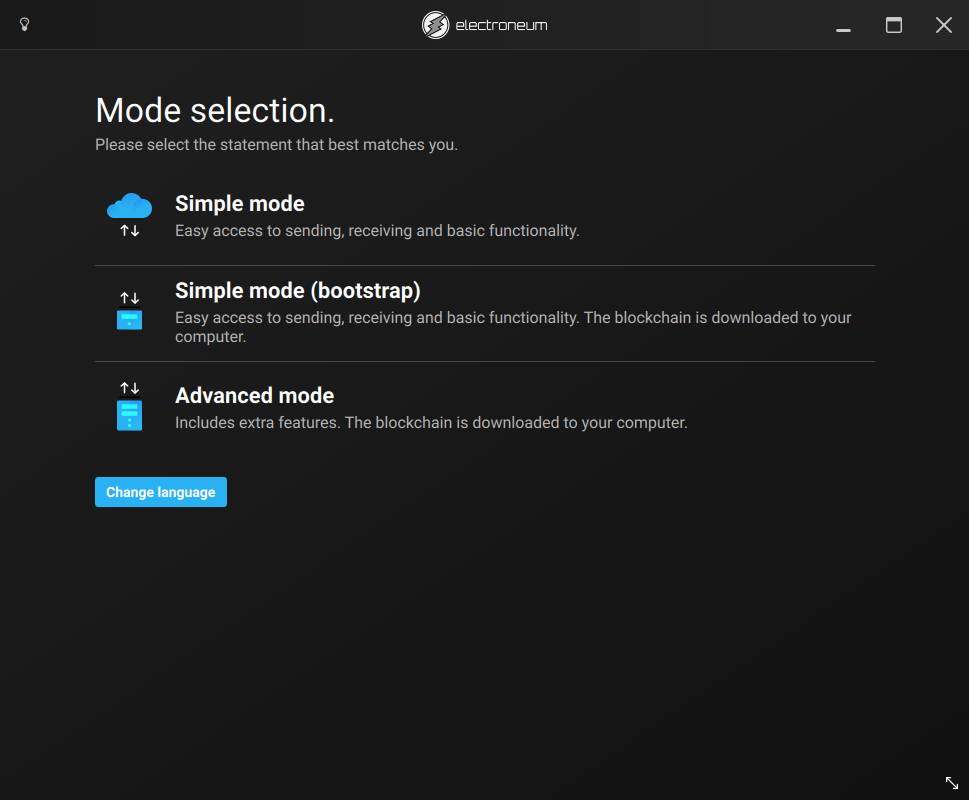 electroneum
Mode selection.
Please select the statement that best matches you.
Simple mode
Easy access to sending, receiving and basic functionality.
Simple mode (bootstrap)
Easy access to sending, receiving and basic functionality. The blockchain is downloaded to your
computer.
Advanced mode
Includes extra features. The blockchain is downloaded to your computer.
Change language